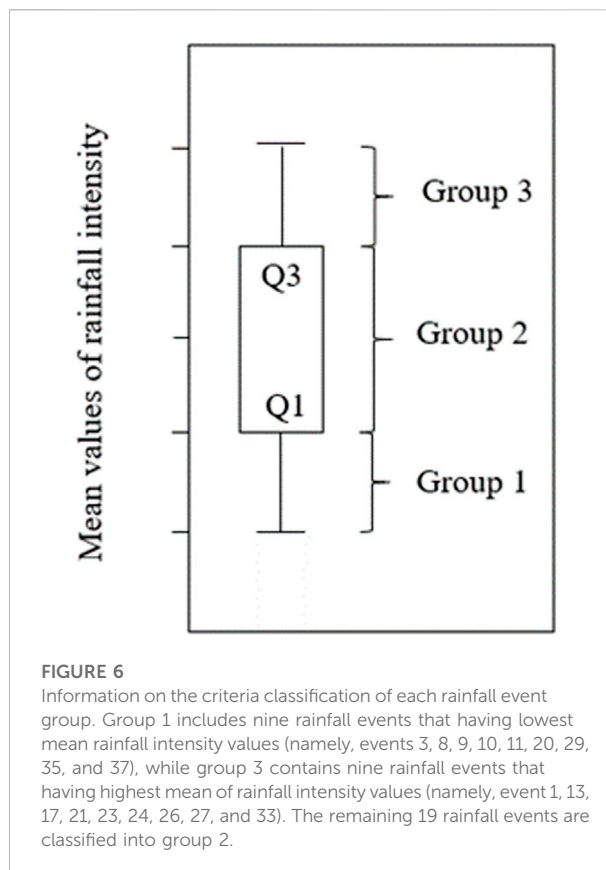 Mean values of rainfall intensity
Group 3
Q3
Group 2
Q1
Group 1
FIGURE 6
Information on the criteria classification of each rainfall event
group. Group 1 includes nine rainfall events that having lowest
mean rainfall intensity values (namely, events 3, 8, 9, 10, 11, 20, 29,
35, and 37), while group 3 contains nine rainfall events that
having highest mean of rainfall intensity values (namely, event 1, 13,
17, 21, 23, 24, 26, 27, and 33). The remaining 19 rainfall events are
classified into group 2.